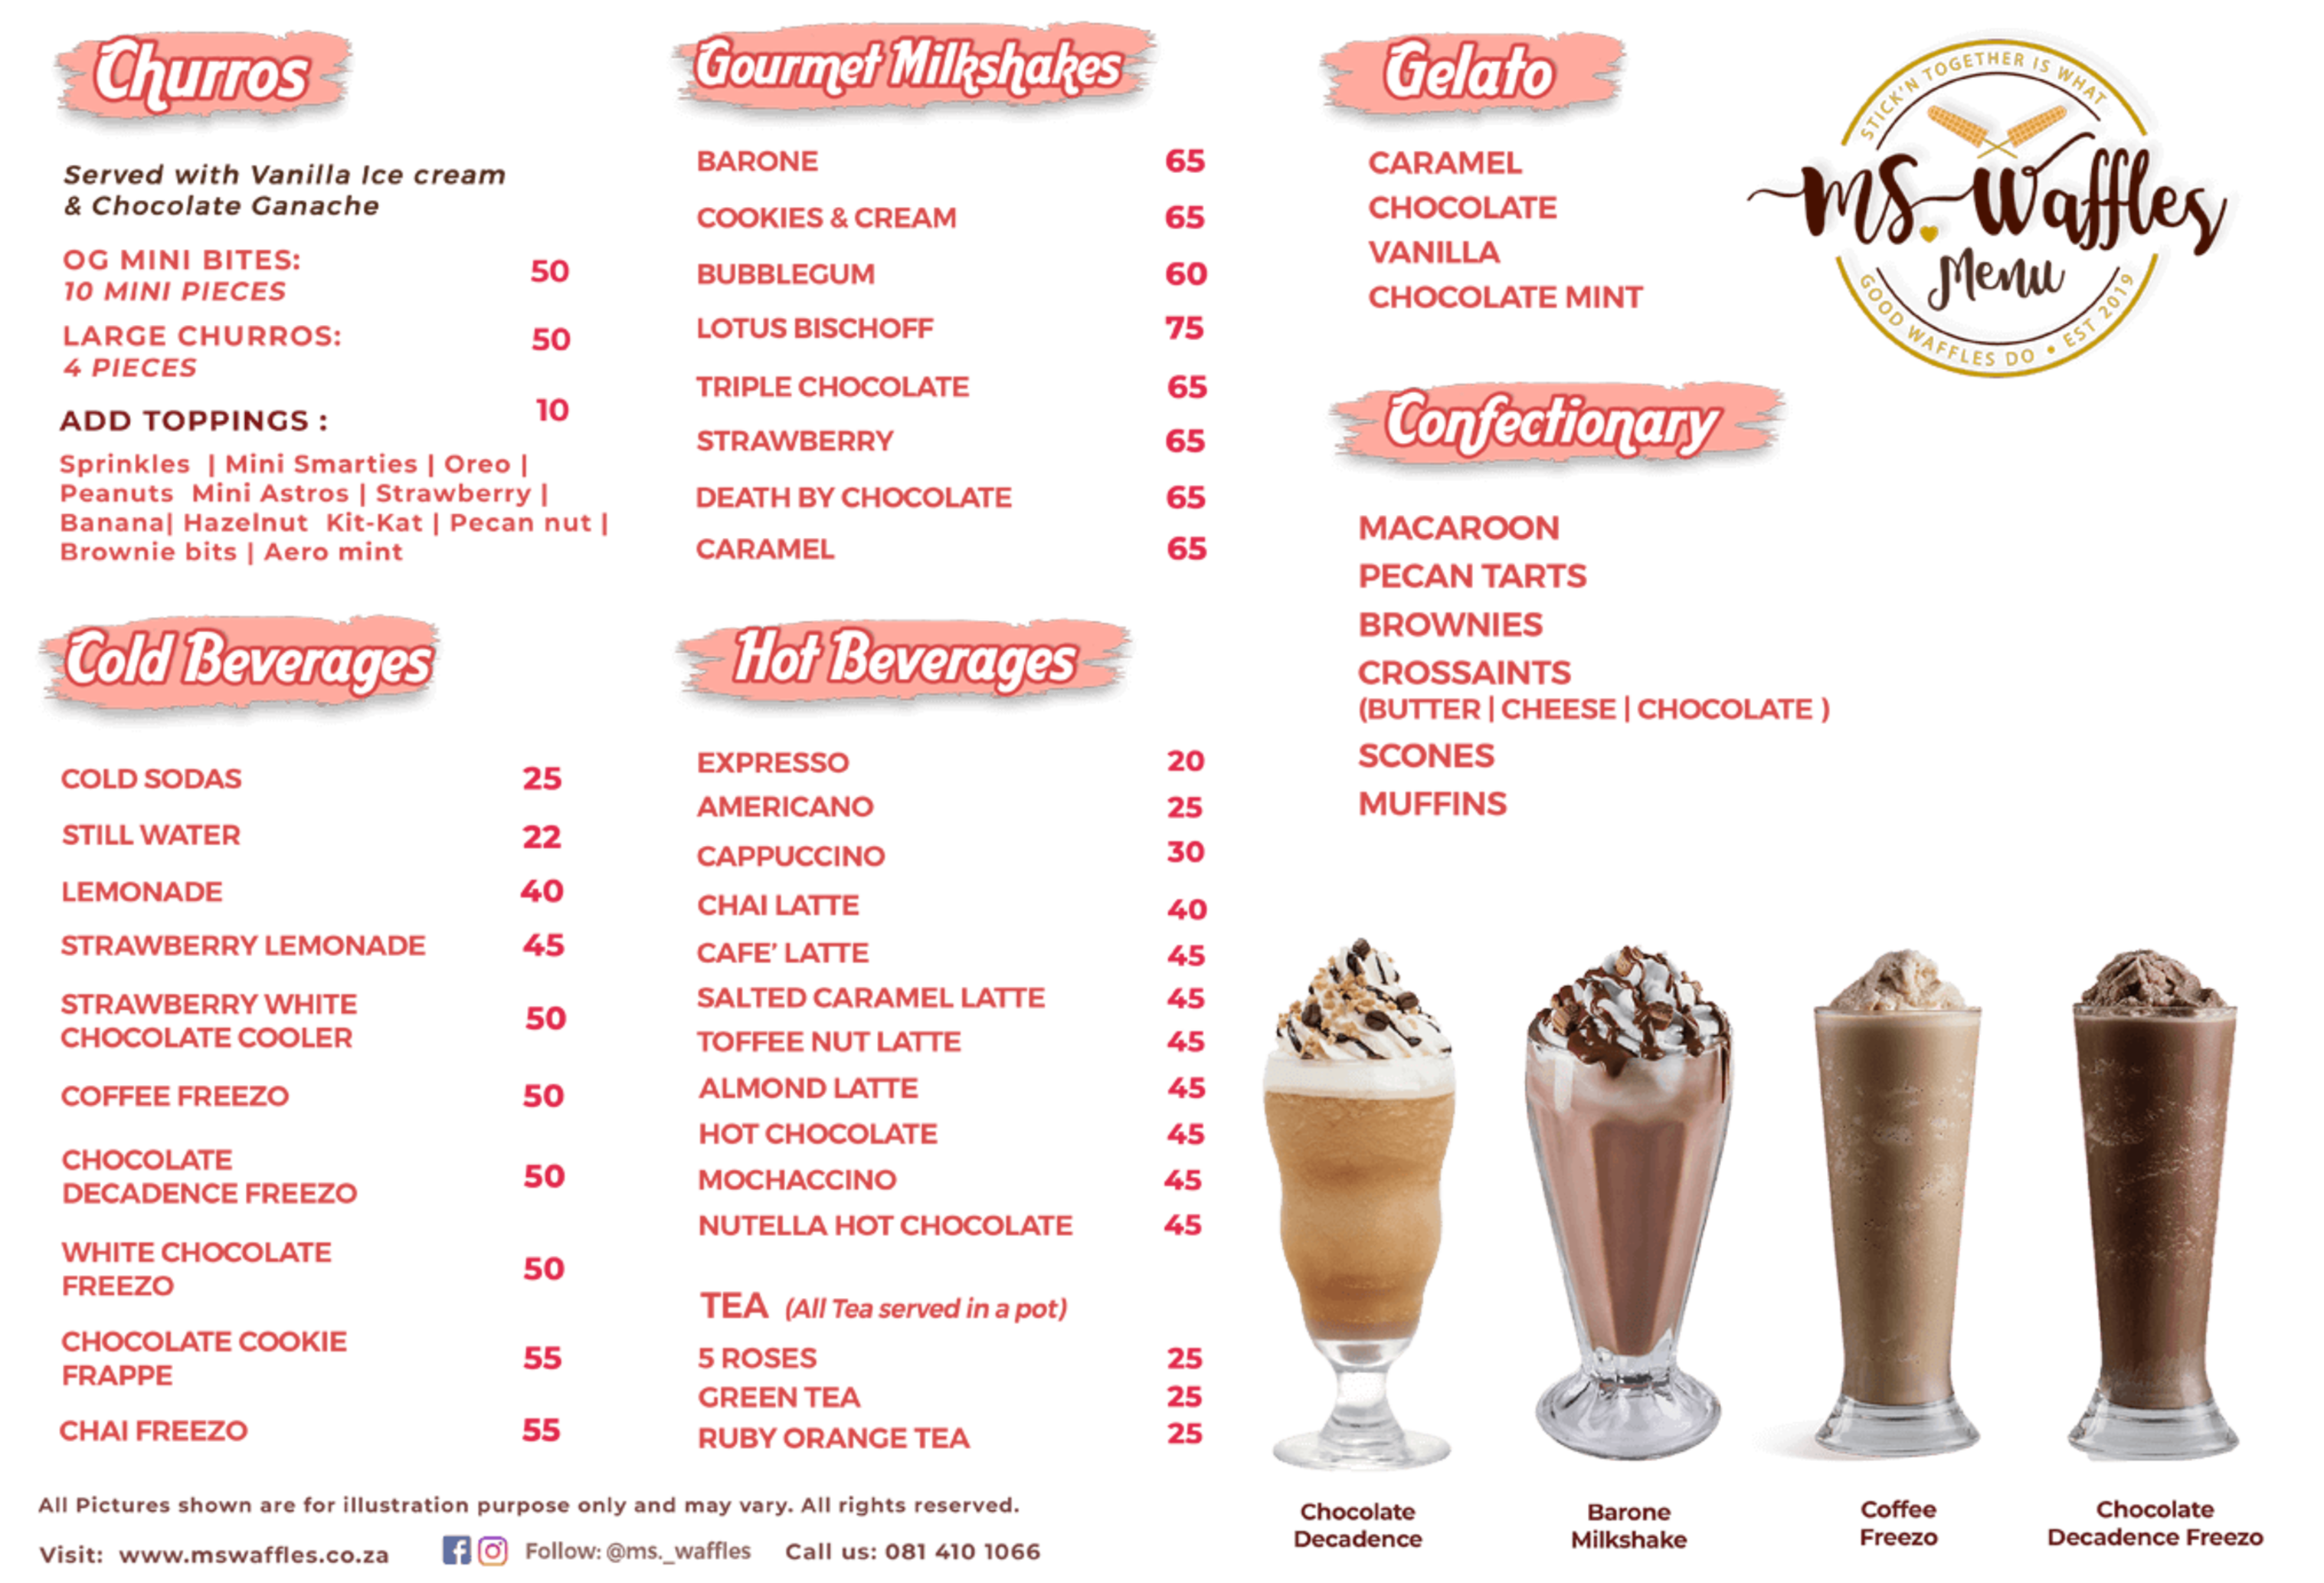 Churros
Served with Vanilla Ice cream
& Chocolate Ganache
OG MINI BITES: 50
10 MINI PIECES
LARGE CHURROS: 50
4 PIECES
ADD TOPPINGS : 10
Sprinkles | Mini Smarties | Oreo |
Peanuts Mini Astros | Strawberry |
Banana| Hazelnut Kit-Kat | Pecan nut |
Brownie bits | Aero mint
Cold Beverages
COLD SODAS 25
STILL WATER 22
LEMONADE 40
STRAWBERRY LEMONADE 45
STRAWBERRY WHITE
CHOCOLATE COOLER 50
COFFEE FREEZO 50
CHOCOLATE
DECADENCE FREEZO 50
WHITE CHOCOLATE
FREEZO 50
CHOCOLATE COOKIE
FRAPPE 55
CHAI FREEZO 55
Gourmet Milkshakes
BARONE 65
COOKIES & CREAM 65
BUBBLEGUM 60
LOTUS BISCHOFF 75
TRIPLE CHOCOLATE 65
STRAWBERRY 65
DEATH BY CHOCOLATE 65
CARAMEL 65
Hot Beverages
EXPRESSO 20
AMERICANO 25
CAPPUCCINO 30
CHAI LATTE 40
CAFE' LATTE 45
SALTED CARAMEL LATTE 45
TOFFEE NUT LATTE 45
ALMOND LATTE 45
HOT CHOCOLATE 45
MOCHACCINO 45
NUTELLA HOT CHOCOLATE 45
TEA (All Tea served in a pot)
5 ROSES 25
GREEN TEA 25
RUBY ORANGE TEA 25
Gelato
CARAMEL
CHOCOLATE
VANILLA
CHOCOLATE MINT
STICK'N TOGETHER IS WHAT
Ms. Waffles
Menu
GOOD WAFFLES DO • EST 2019
Confectionary
MACAROON
PECAN TARTS
BROWNIES
CROSSAINTS
(BUTTER | CHEESE | CHOCOLATE )
SCONES
MUFFINS
Chocolate
Decadence
Barone
Milkshake
Coffee
Freezo
Chocolate
Decadence Freezo
All Pictures shown are for illustration purpose only and may vary. All rights reserved.
Visit: www.mswaffles.co.za Follow: @ms._waffles Call us: 081 410 1066